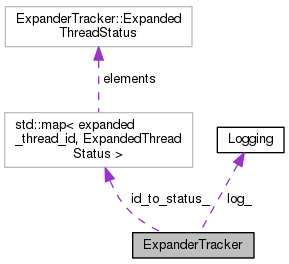 ExpanderTracker::Expanded
ThreadStatus
elements
std::map< expanded
_thread_id, ExpandedThread
Status >
Logging
id_to_status_
log_
ExpanderTracker